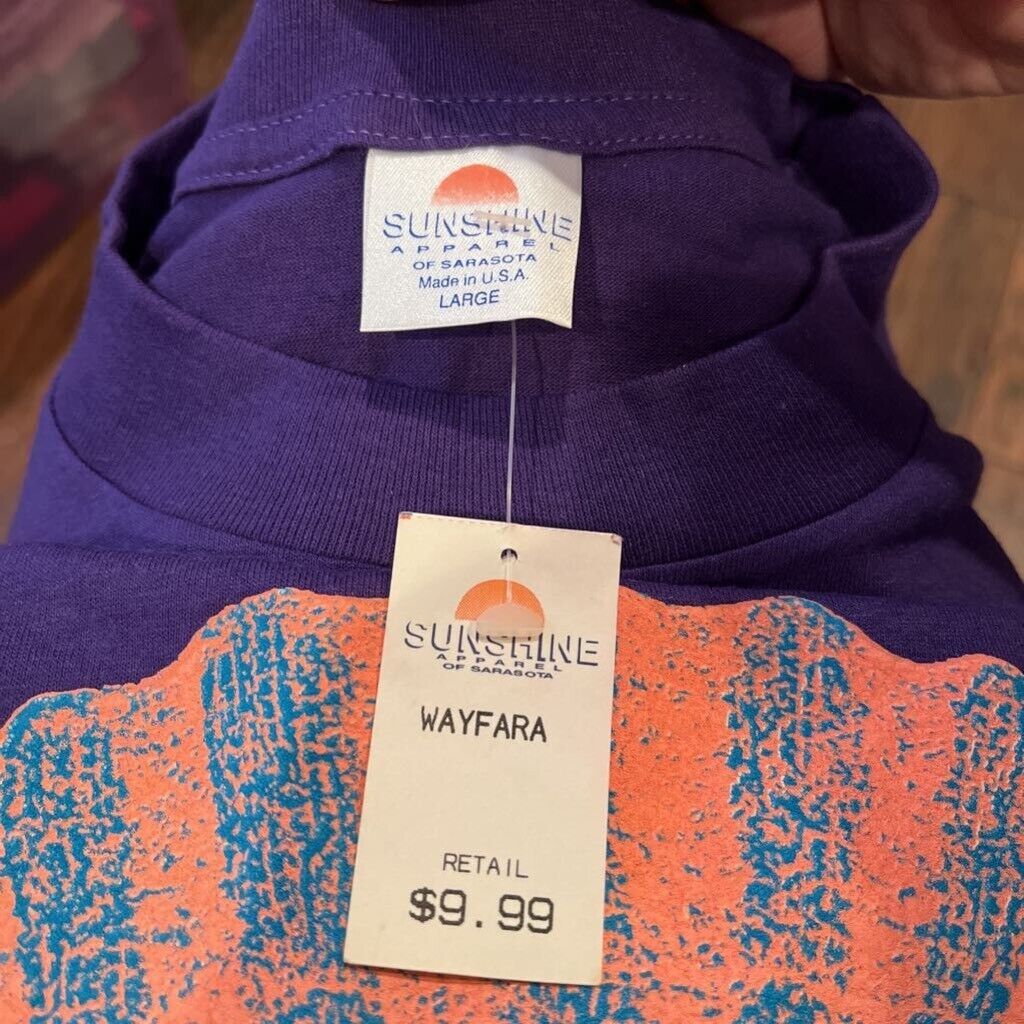 SUNSHINE
APPAREL
OF SARASOTA
Made in U.S.A.
LARGE
SUNSHINE
APPAREL
OF SARASOTA
WAYFARA
RETAIL
$9.99